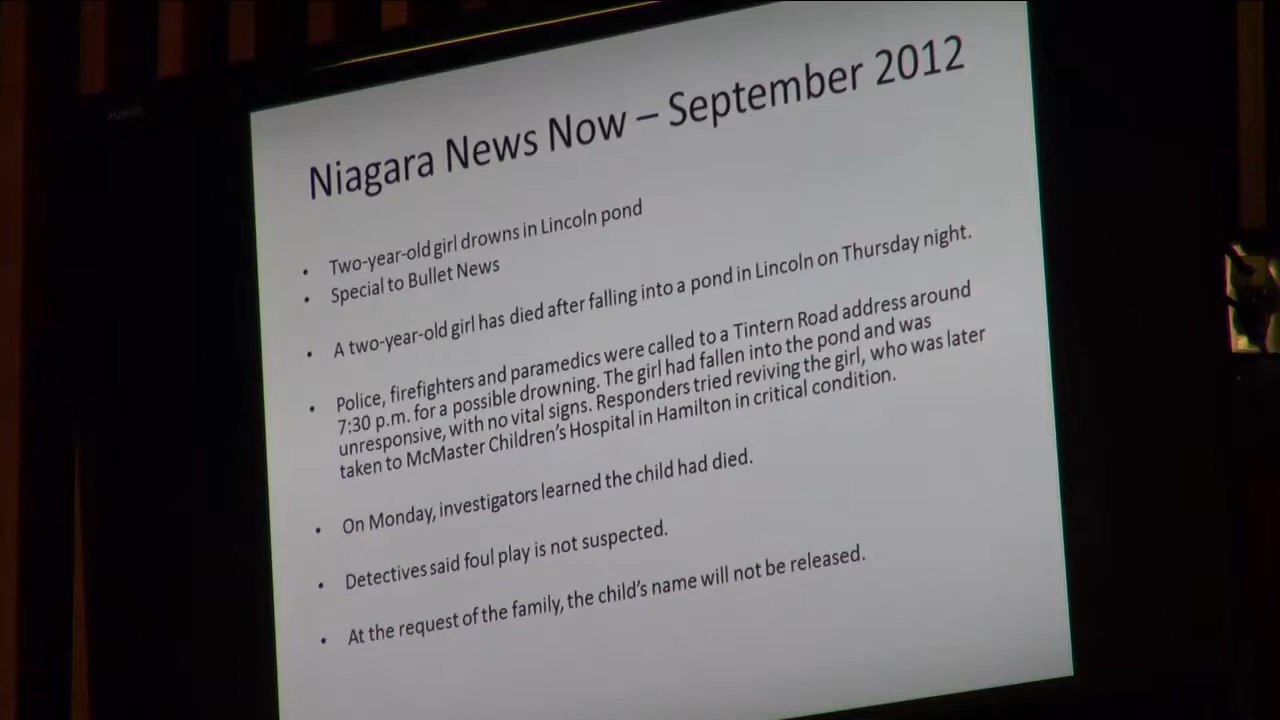 Niagara News Now – September 2012
• Two-year-old girl drowns in Lincoln pond
• Special to Bullet News
• A two-year-old girl has died after falling into a pond in Lincoln on Thursday night.
• Police, firefighters and paramedics were called to a Tintern Road address around
7:30 p.m. for a possible drowning. The girl had fallen into the pond and was
unresponsive, with no vital signs. Responders tried reviving the girl, who was later
taken to McMaster Children's Hospital in Hamilton in critical condition.
• On Monday, investigators learned the child had died.
• Detectives said foul play is not suspected.
• At the request of the family, the child's name will not be released.